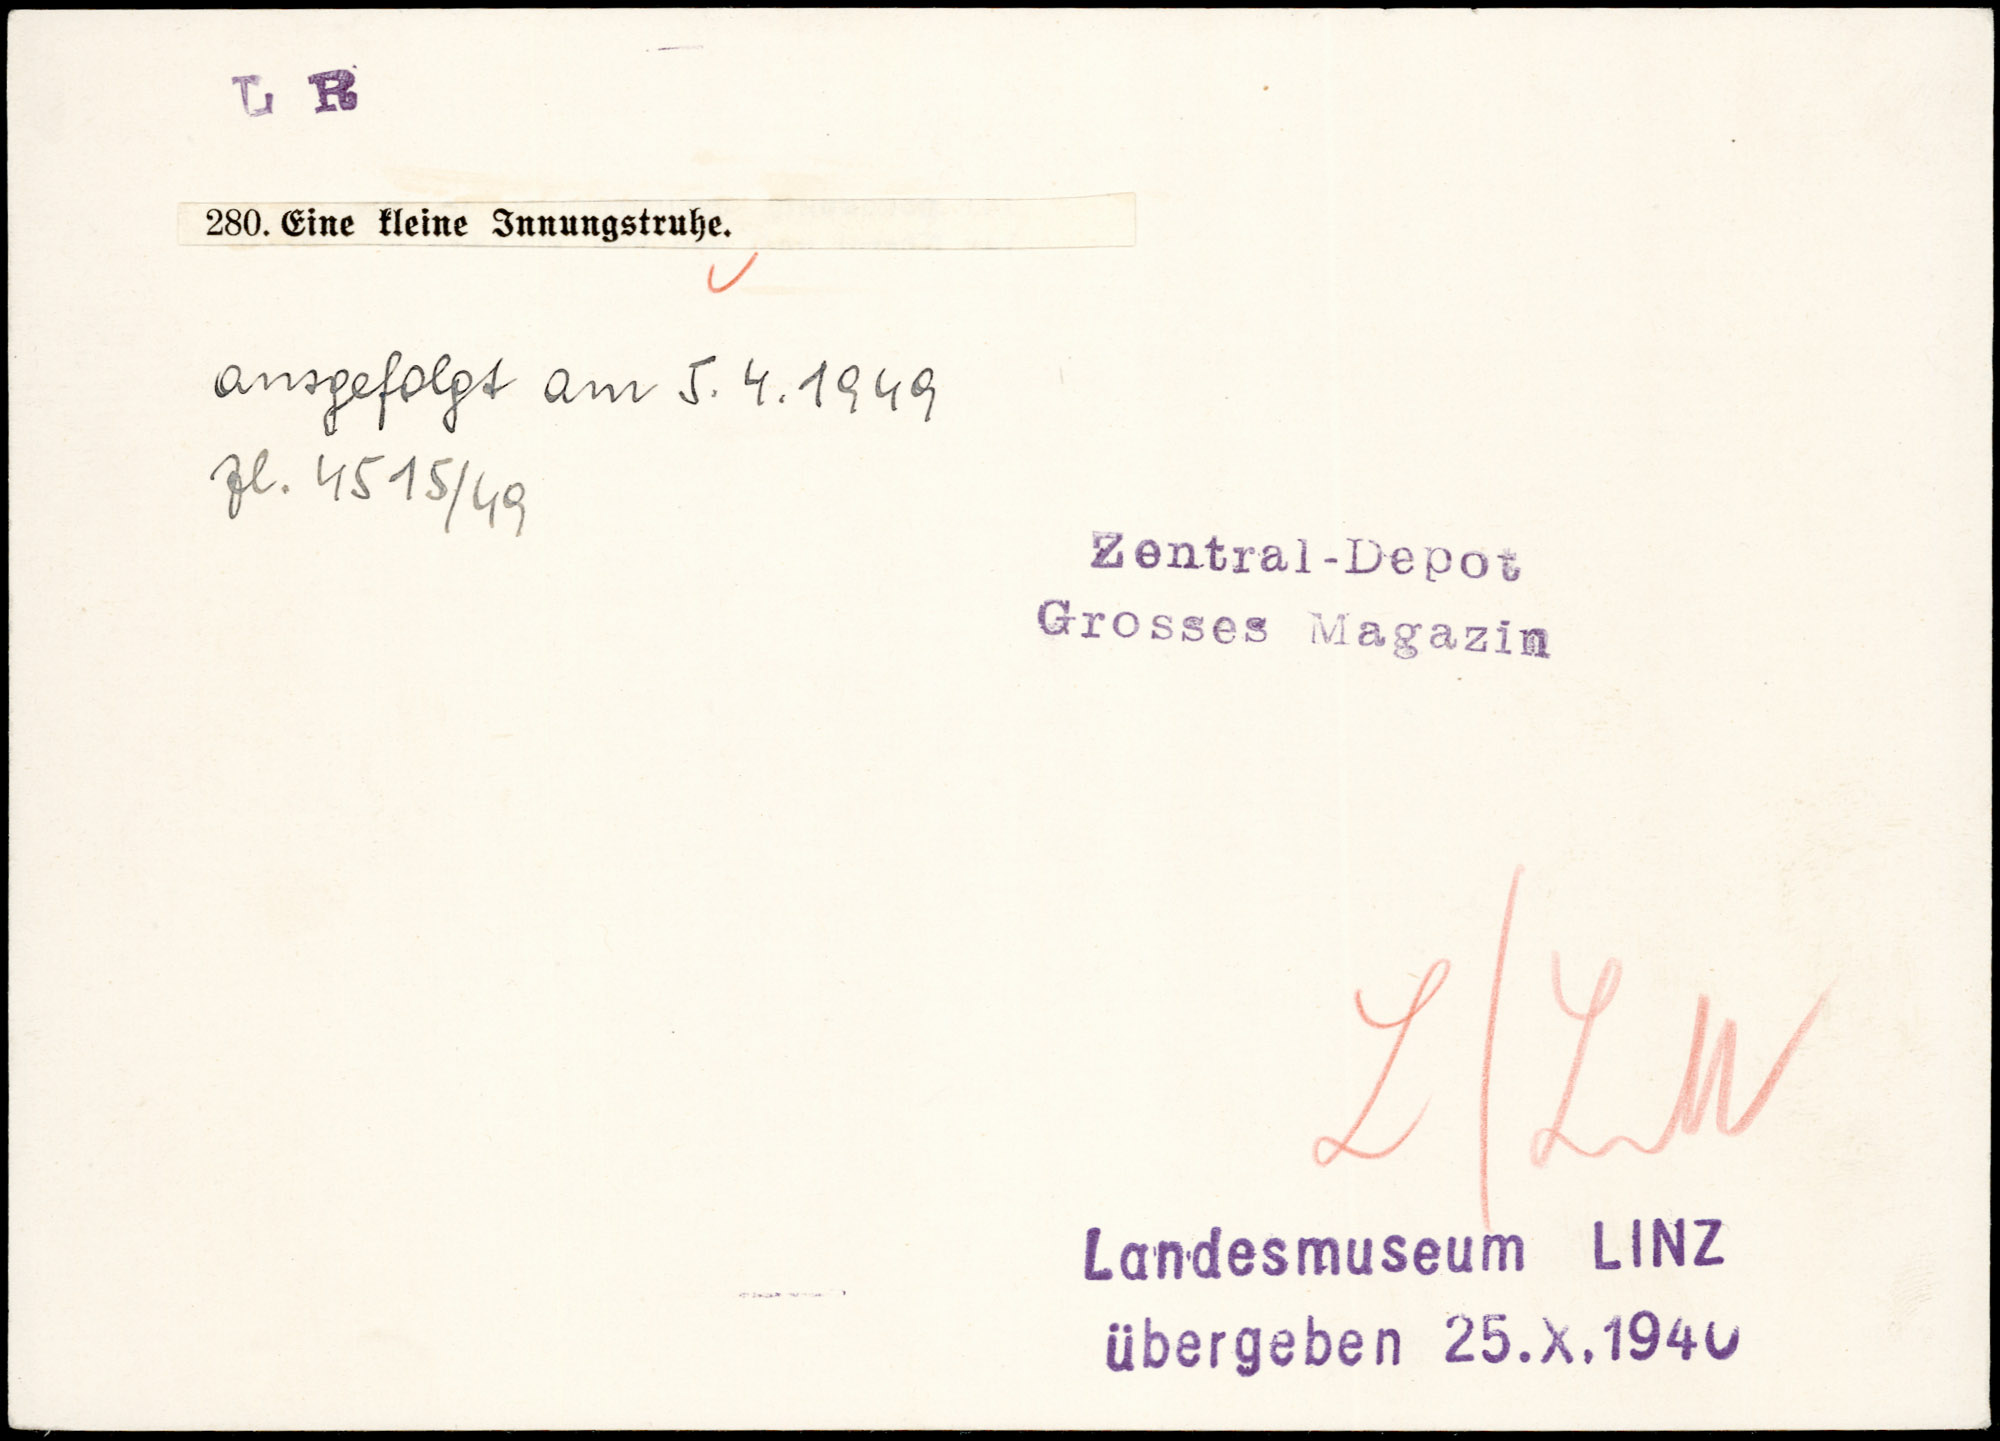 L R
280. Eine kleine Innungstruhe.
ausgefolgt am 5.4.1949
Zl. 4515/49
Zentral-Depot
Grosses Magazin
L/LM
Landesmuseum LINZ
übergeben 25.X.1940